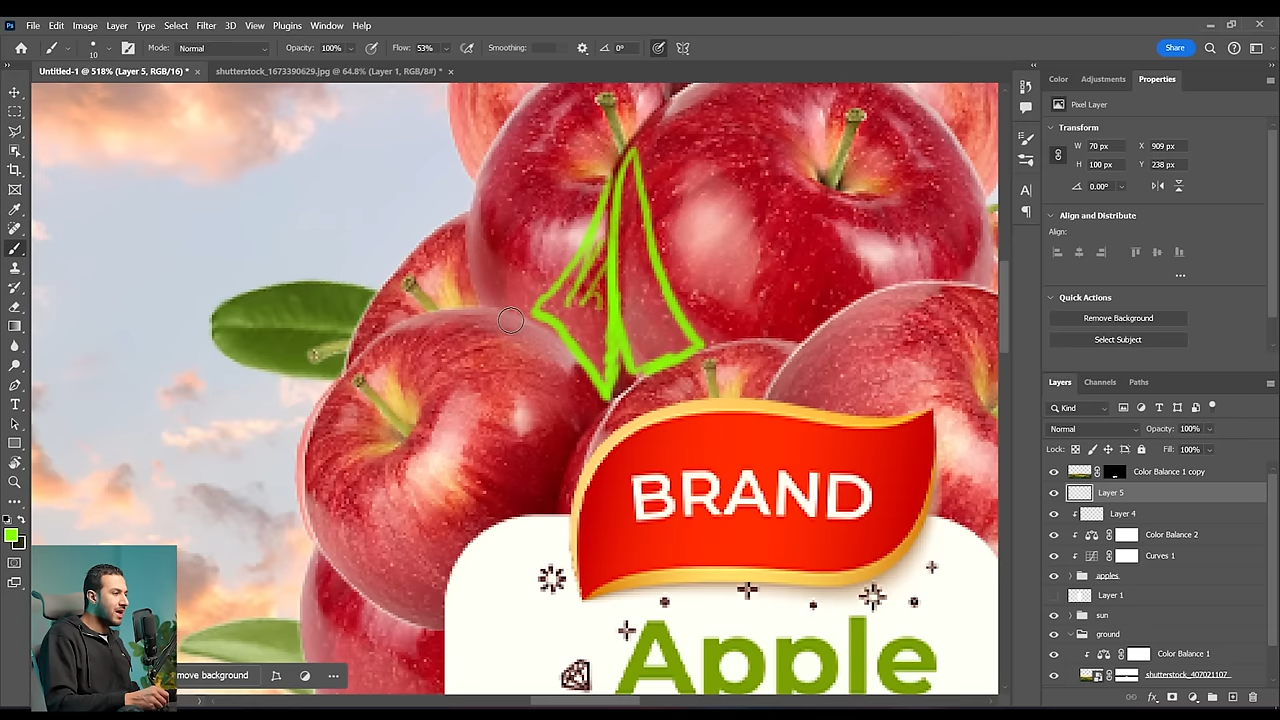 Ps File Edit Image Layer Type Select Filter 3D View Plugins Window Help
10 Mode: Normal Opacity: 100% Flow: 53% Smoothing: 0° Share
Untitled-1 @ 518% (Layer 5, RGB/16) * × shutterstock_1673390629.jpg @ 64.8% (Layer 1, RGB/8#) * ×
Color Adjustments Properties
Pixel Layer
Transform
W 70 px X 909 px
H 100 px Y 238 px
0.00°
Align and Distribute
Align:
Quick Actions
Remove Background
Select Subject
Layers Channels Paths
Kind
Normal Opacity: 100%
Lock: Fill: 100%
Color Balance 1 copy
Layer 5
Layer 4
Color Balance 2
Curves 1
apples
Layer 1
sun
ground
Color Balance 1
shutterstock_407021107...
BRAND
Apple
move background